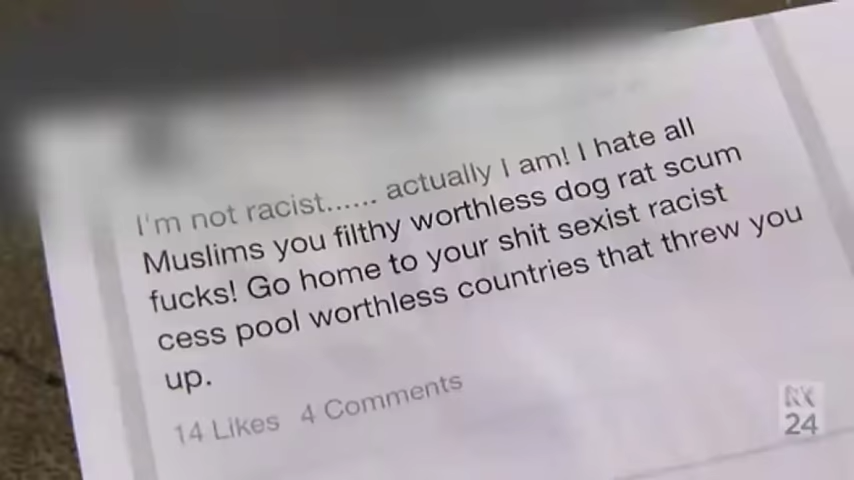 I'm not racist...... actually I am! I hate all
Muslims you filthy worthless dog rat scum
fucks! Go home to your shit sexist racist
cess pool worthless countries that threw you
up.
14 Likes 4 Comments
24